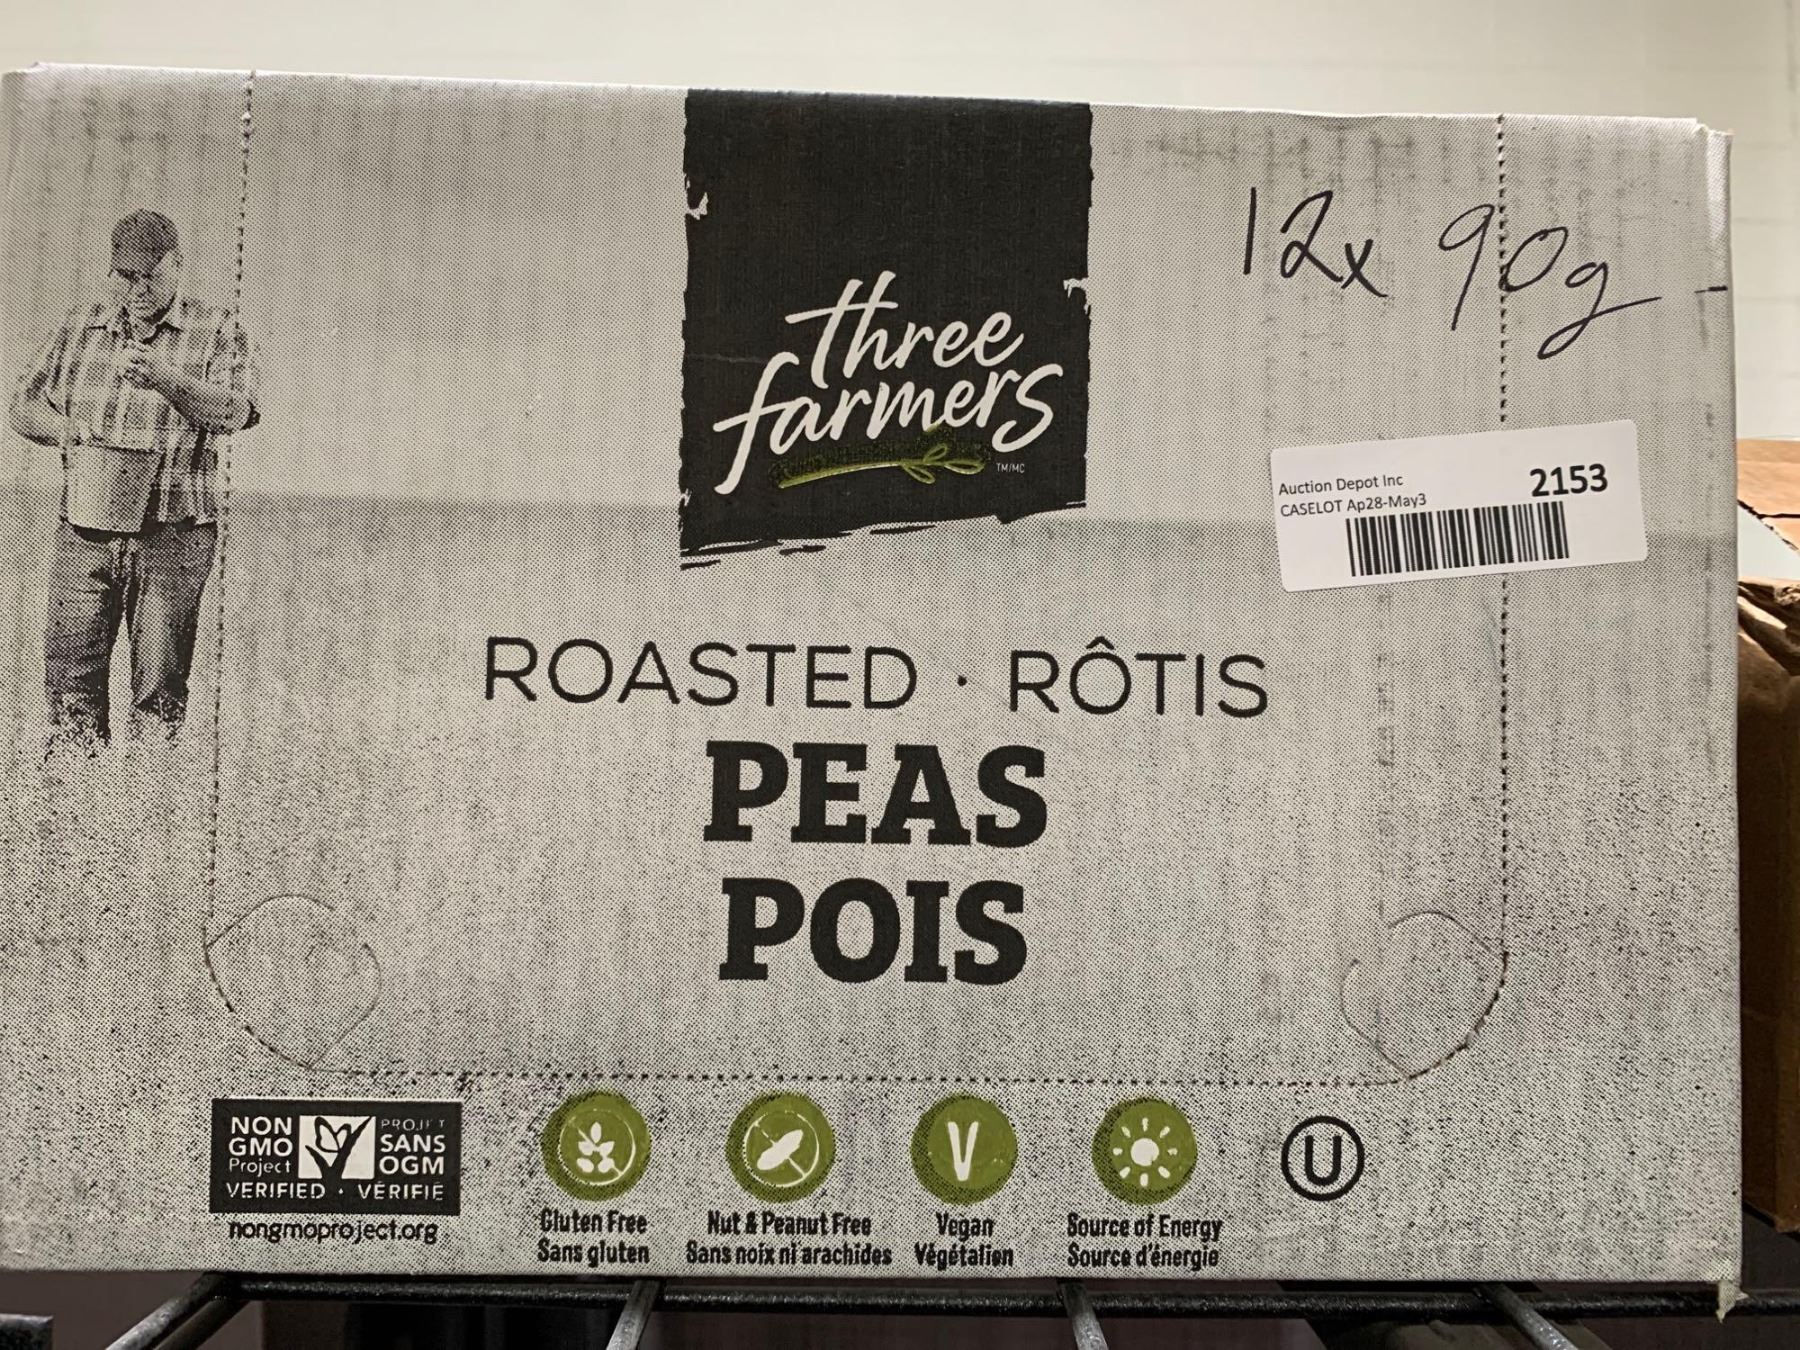 three
farmers
TM/MC
12x 90g
Auction Depot Inc
2153
CASELOT Ap28-May3
ROASTED · RÔTIS
PEAS
POIS
NON
GMO
Project
PROJET
SANS
OGM
VERIFIED · VÉRIFIÉ
nongmoproject.org
Gluten Free
Sans gluten
Nut & Peanut Free
Sans noix ni arachides
V
Vegan
Végétalien
Source of Energy
Source d'énergie
U